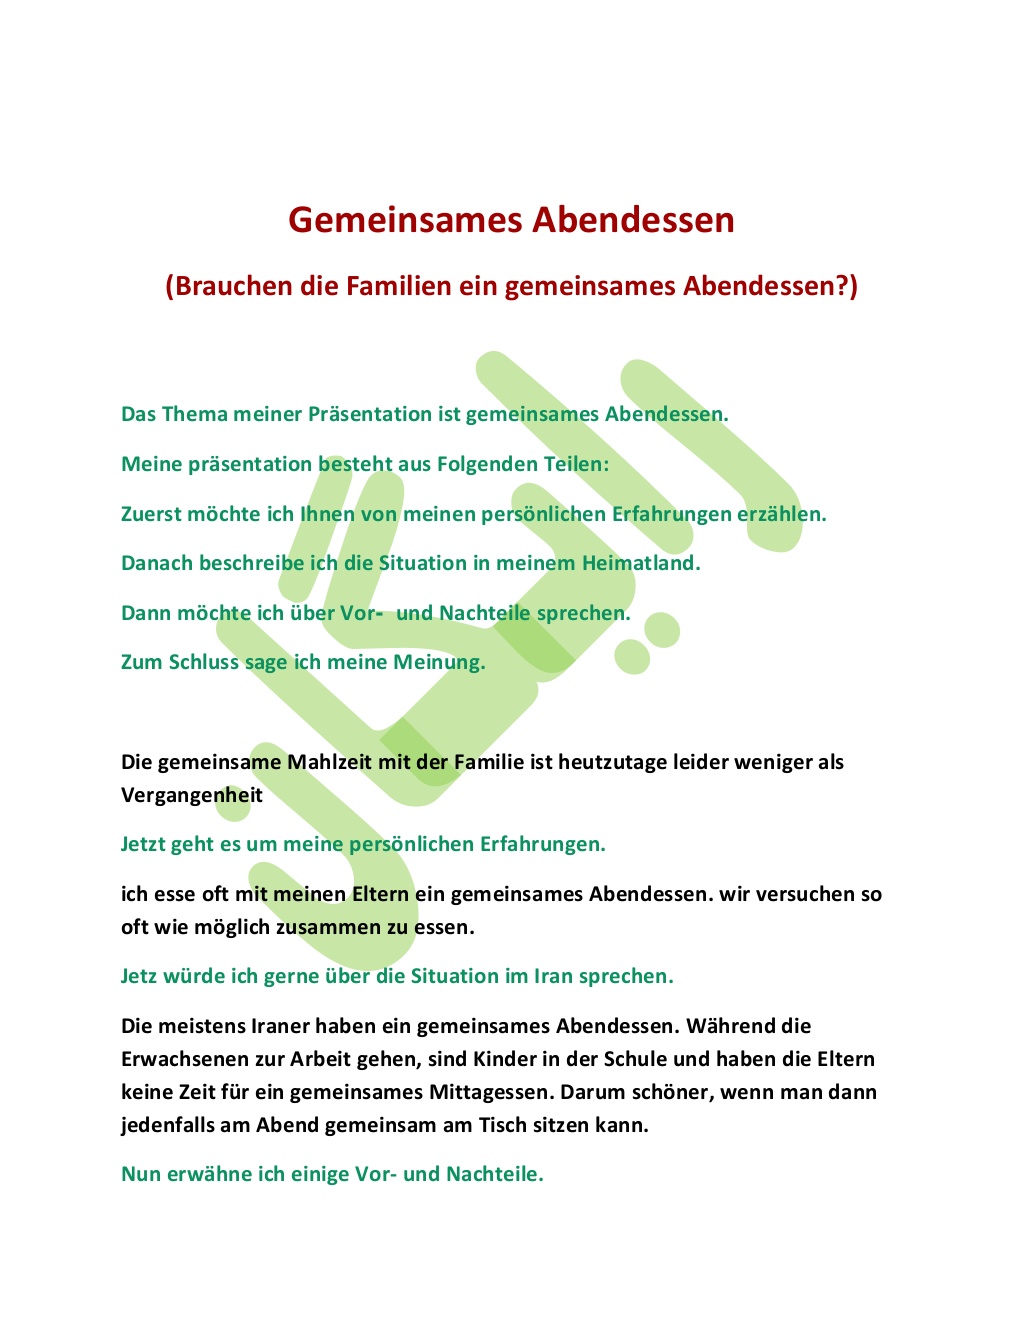 Gemeinsames Abendessen
(Brauchen die Familien ein gemeinsames Abendessen?)
Das Thema meiner Präsentation ist gemeinsames Abendessen.
Meine präsentation besteht aus Folgenden Teilen:
Zuerst möchte ich Ihnen von meinen persönlichen Erfahrungen erzählen.
Danach beschreibe ich die Situation in meinem Heimatland.
Dann möchte ich über Vor- und Nachteile sprechen.
Zum Schluss sage ich meine Meinung.
Die gemeinsame Mahlzeit mit der Familie ist heutzutage leider weniger als
Vergangenheit
Jetzt geht es um meine persönlichen Erfahrungen.
ich esse oft mit meinen Eltern ein gemeinsames Abendessen. wir versuchen so
oft wie möglich zusammen zu essen.
Jetz würde ich gerne über die Situation im Iran sprechen.
Die meistens Iraner haben ein gemeinsames Abendessen. Während die
Erwachsenen zur Arbeit gehen, sind Kinder in der Schule und haben die Eltern
keine Zeit für ein gemeinsames Mittagessen. Darum schöner, wenn man dann
jedenfalls am Abend gemeinsam am Tisch sitzen kann.
Nun erwähne ich einige Vor- und Nachteile.